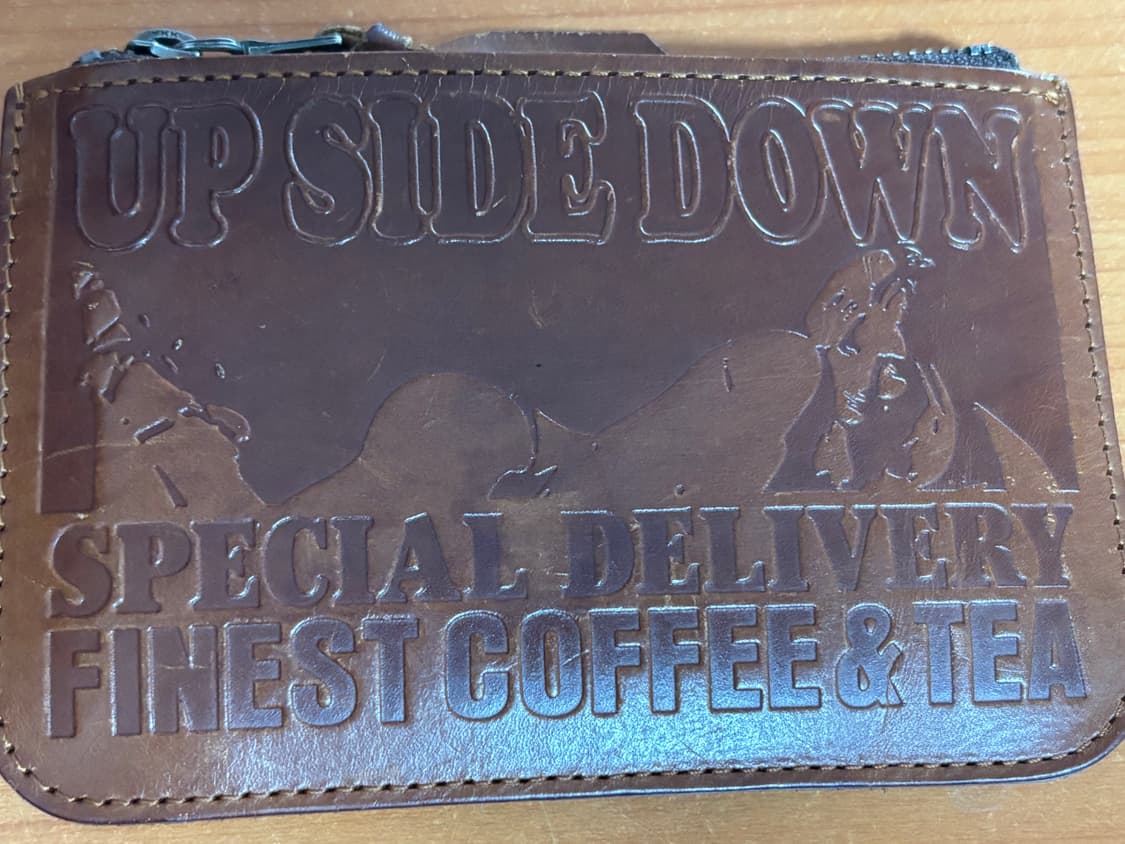 UP SIDE DOWN
SPECIAL DELIVERY
FINEST COFFEE & TEA